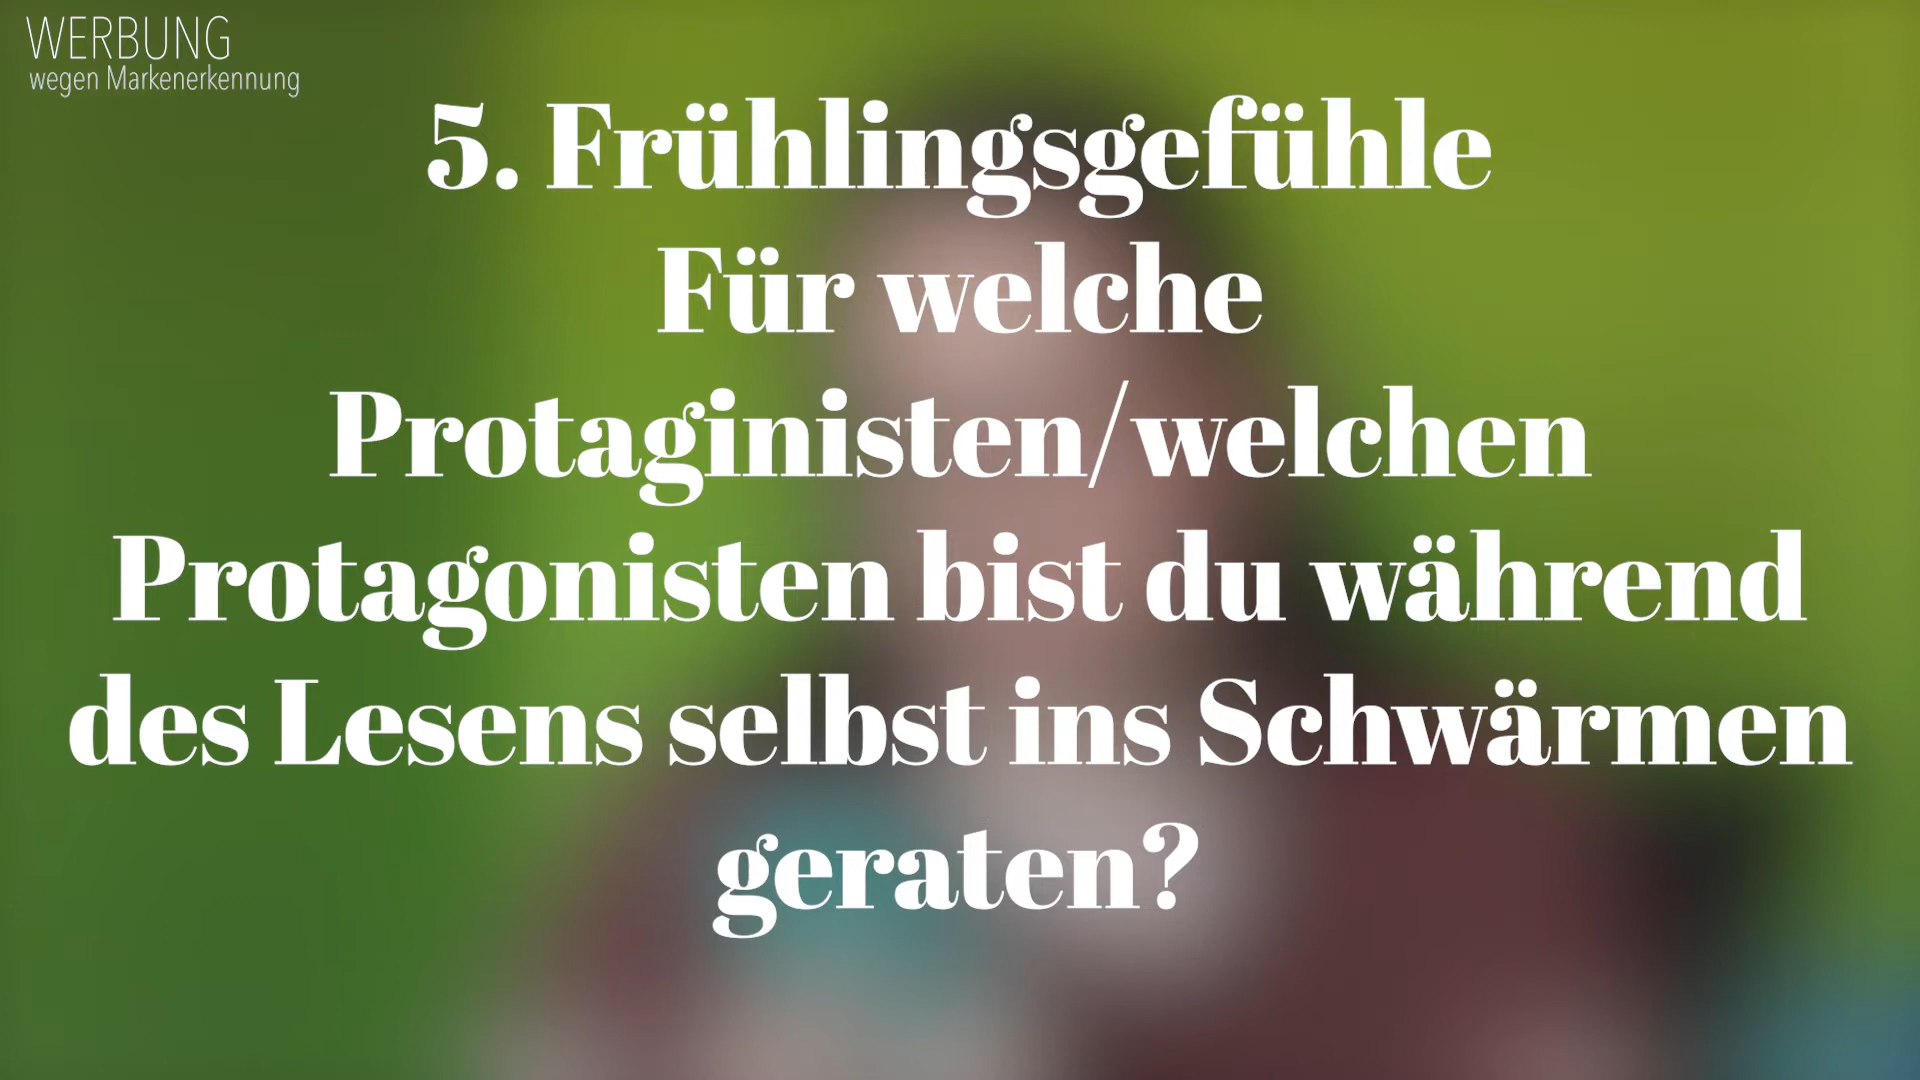 WERBUNG
wegen Markenerkennung
5. Frühlingsgefühle
Für welche
Protaginisten/welchen
Protagonisten bist du während
des Lesens selbst ins Schwärmen
geraten?